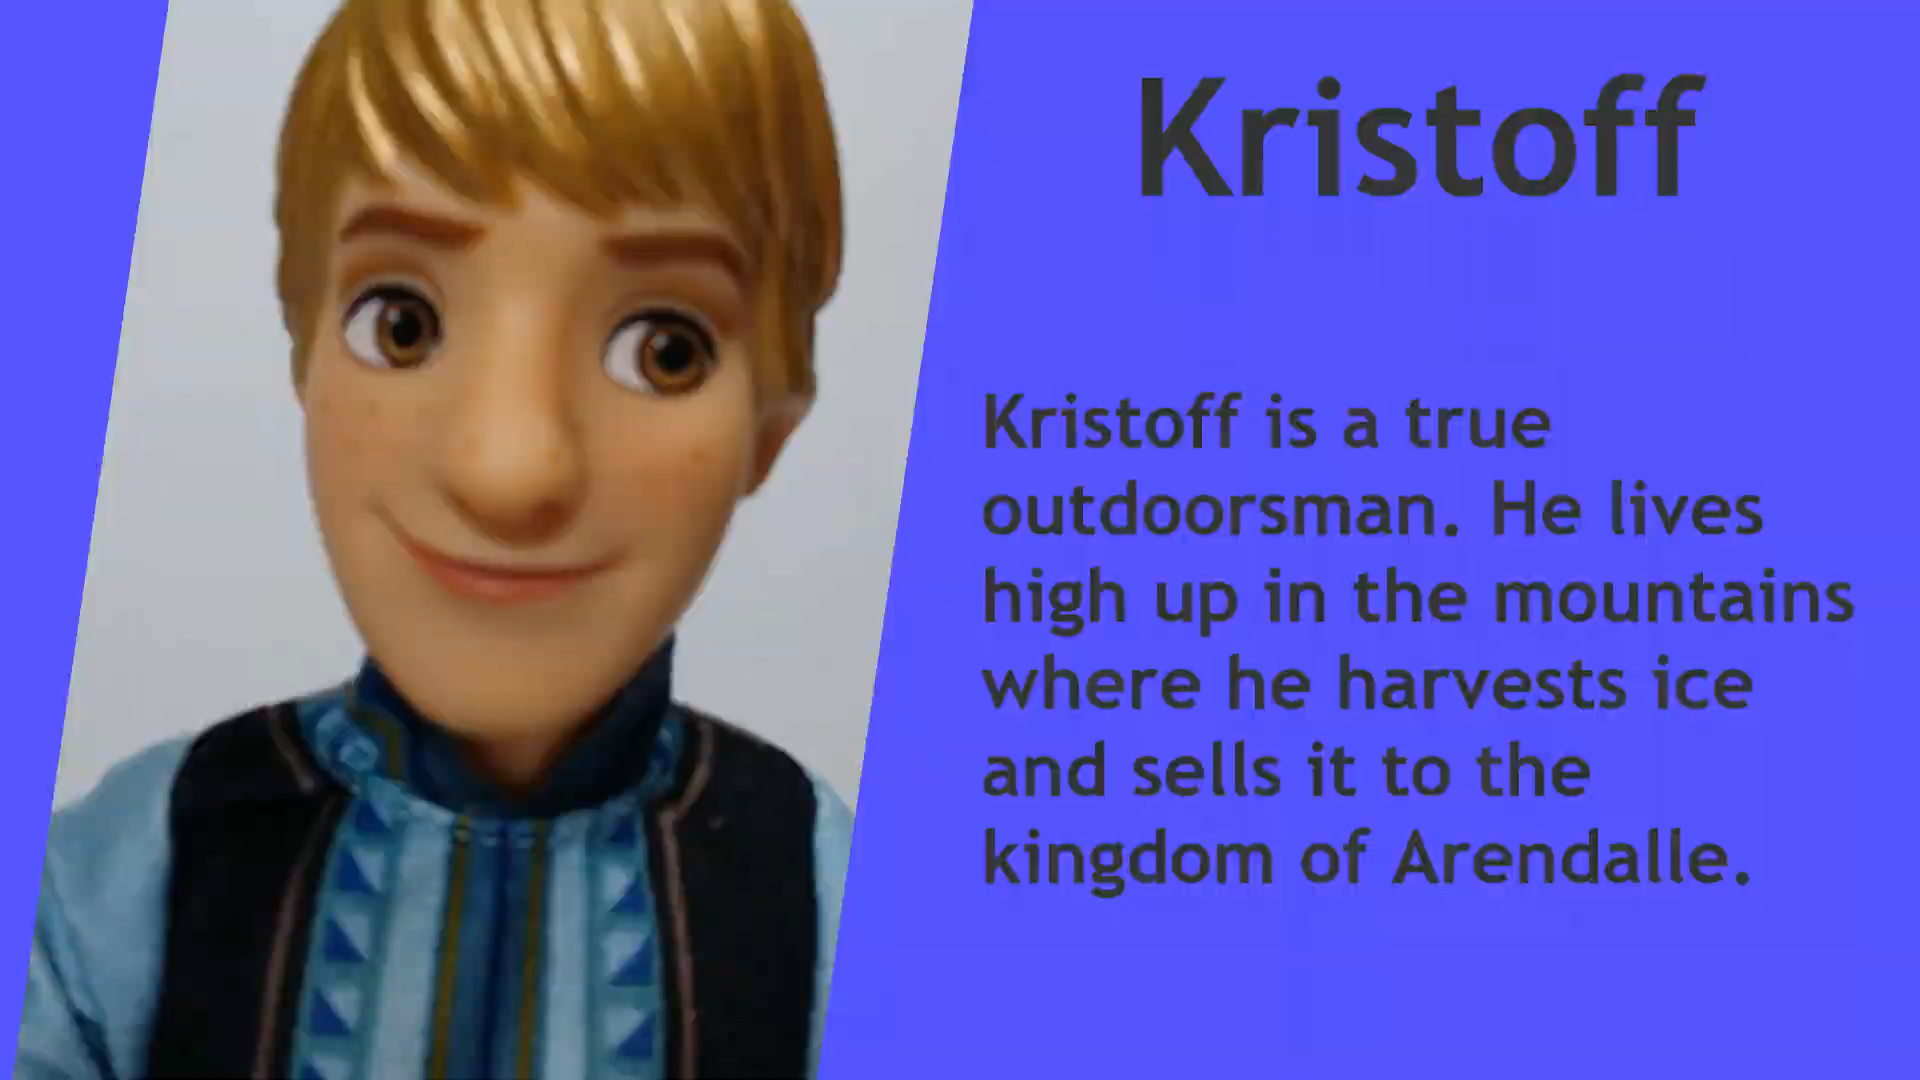 Kristoff
Kristoff is a true
outdoorsman. He lives
high up in the mountains
where he harvests ice
and sells it to the
kingdom of Arendalle.